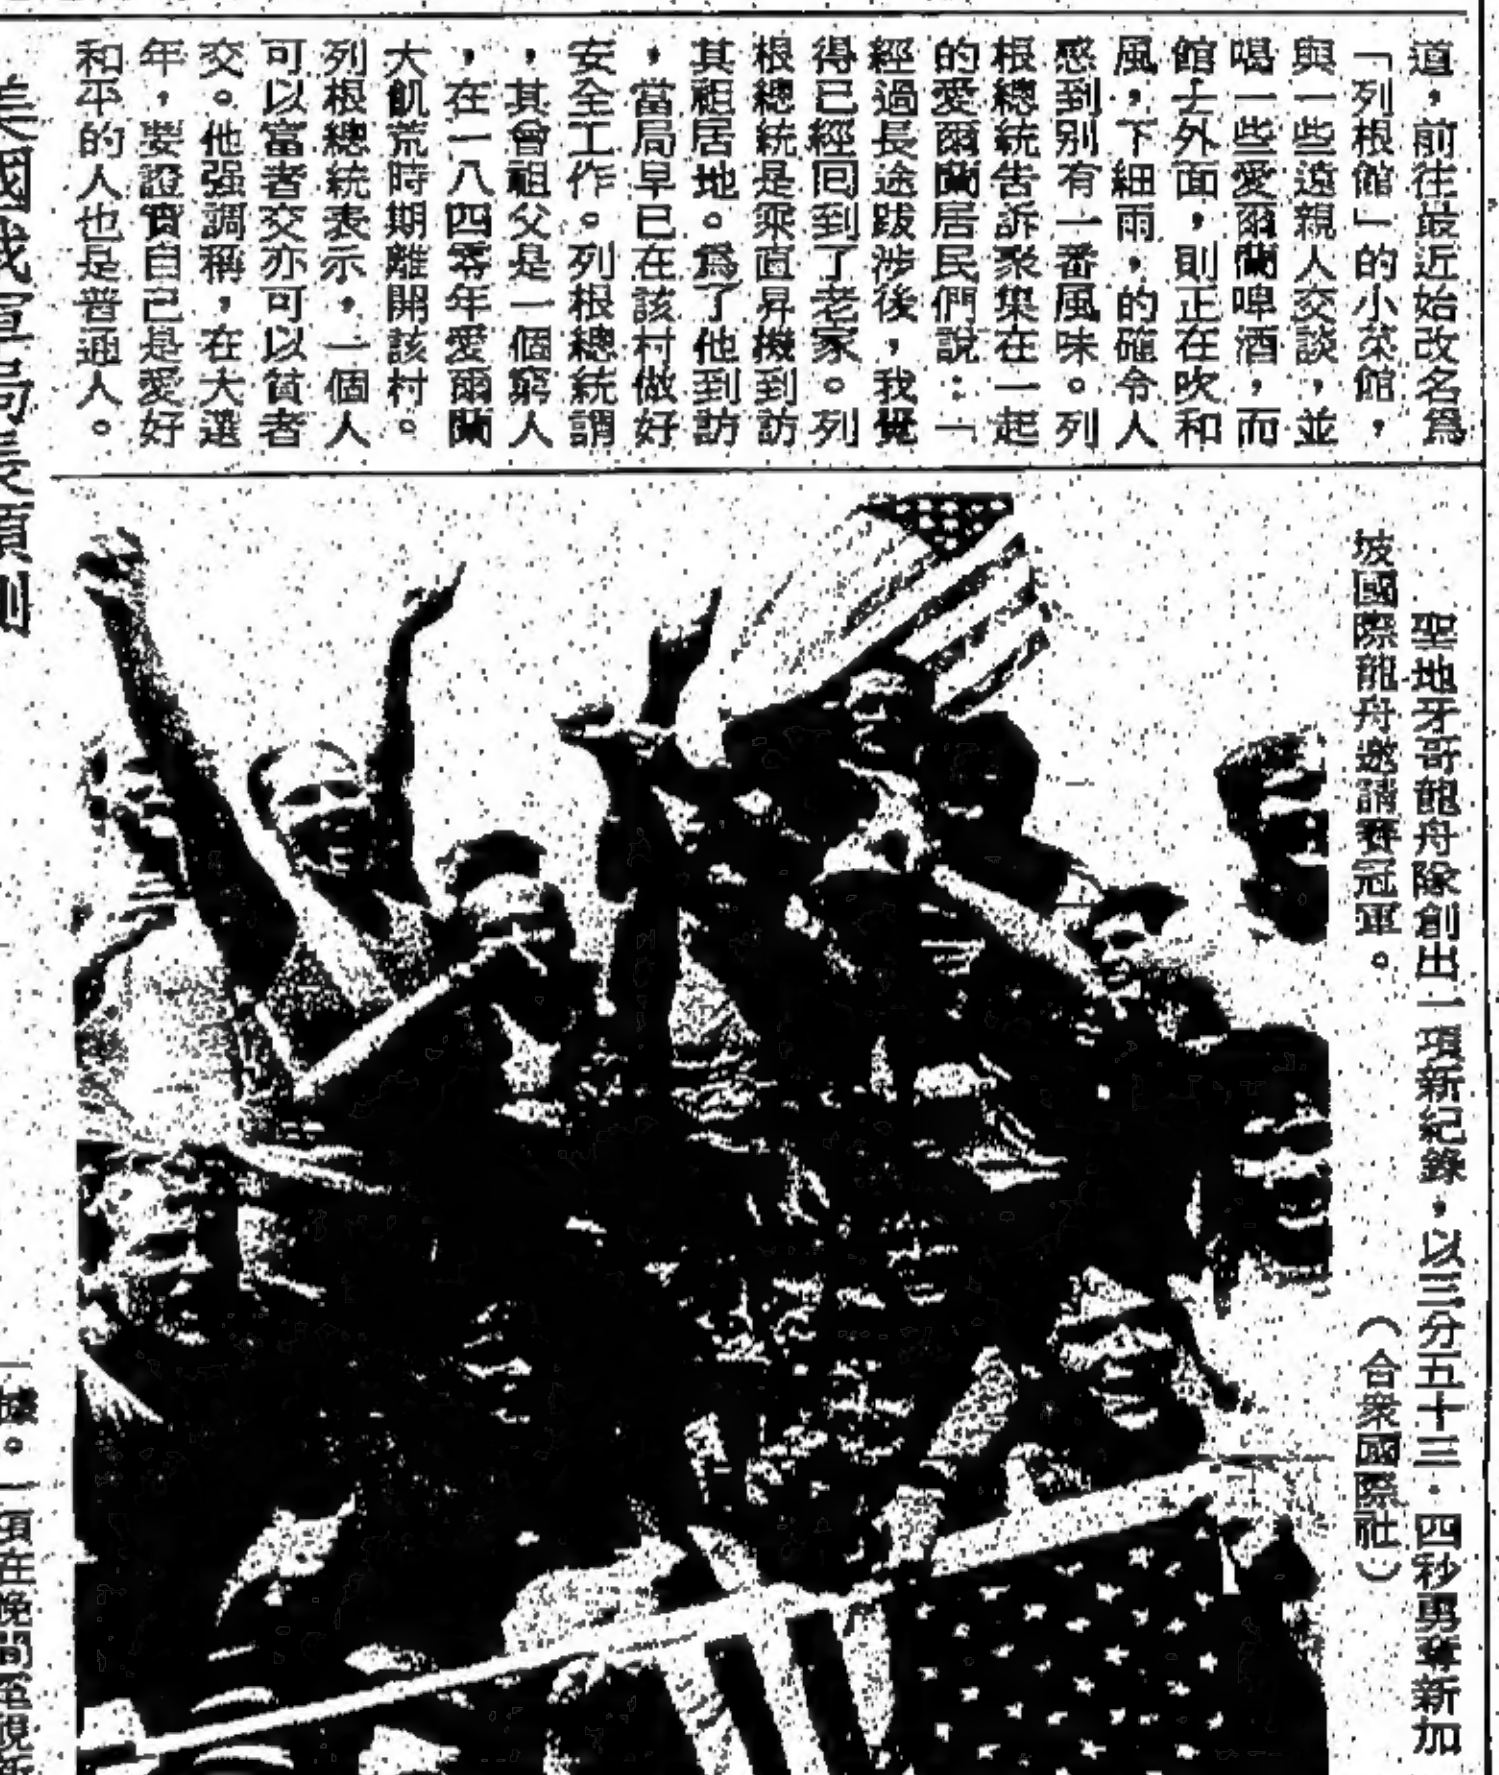 道，前往最近始改名爲
「列根館」的小菜館，
與一些遠親人交談，並
喝一些愛爾蘭啤酒，而
館子外面，則正在吹和
風，下細雨，的確令人
感到别有一番風味。列
根總統告訴衆集在一起
的愛爾蘭居民們說：「
經過長途跋涉後，我覺
得已經回到了老家。列
根總統是乘直昇機到訪
其祖居地。爲了他到訪
，當局早已在該村做好
安全工作。列根總統謂
，其曾祖父是一個窮人
，在一八四零年愛爾蘭
大飢荒時期離開該村。
列根總統表示，一個人
可以富者交亦可以貧者
交。他强調稱，在大選
年，要證實自己是愛好
和平的人也是普通人。
聖地牙哥龍舟隊創出一項新紀錄，以三分五十三·四秒勇奪新加
坡國際龍舟邀請賽冠軍。（合衆國際社）